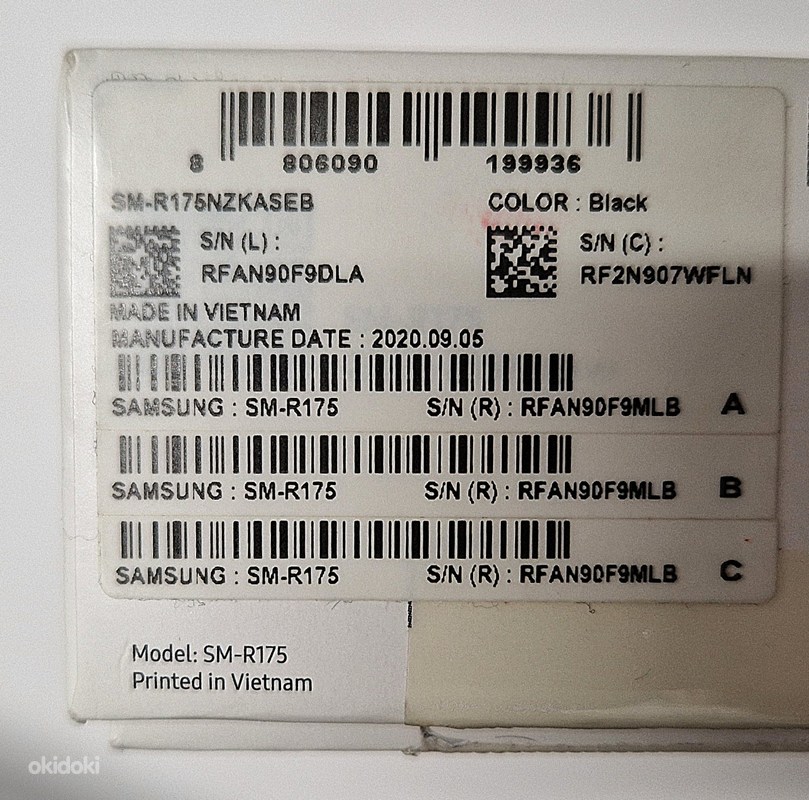 8 806090 199936
SM-R175NZKASEB COLOR : Black
S/N (L) : S/N (C) :
RFAN90F9DLA RF2N907WFLN
MADE IN VIETNAM
MANUFACTURE DATE : 2020.09.05
SAMSUNG : SM-R175 S/N (R) : RFAN90F9MLB A
SAMSUNG : SM-R175 S/N (R) : RFAN90F9MLB B
SAMSUNG : SM-R175 S/N (R) : RFAN90F9MLB C
Model: SM-R175
Printed in Vietnam
okidoki